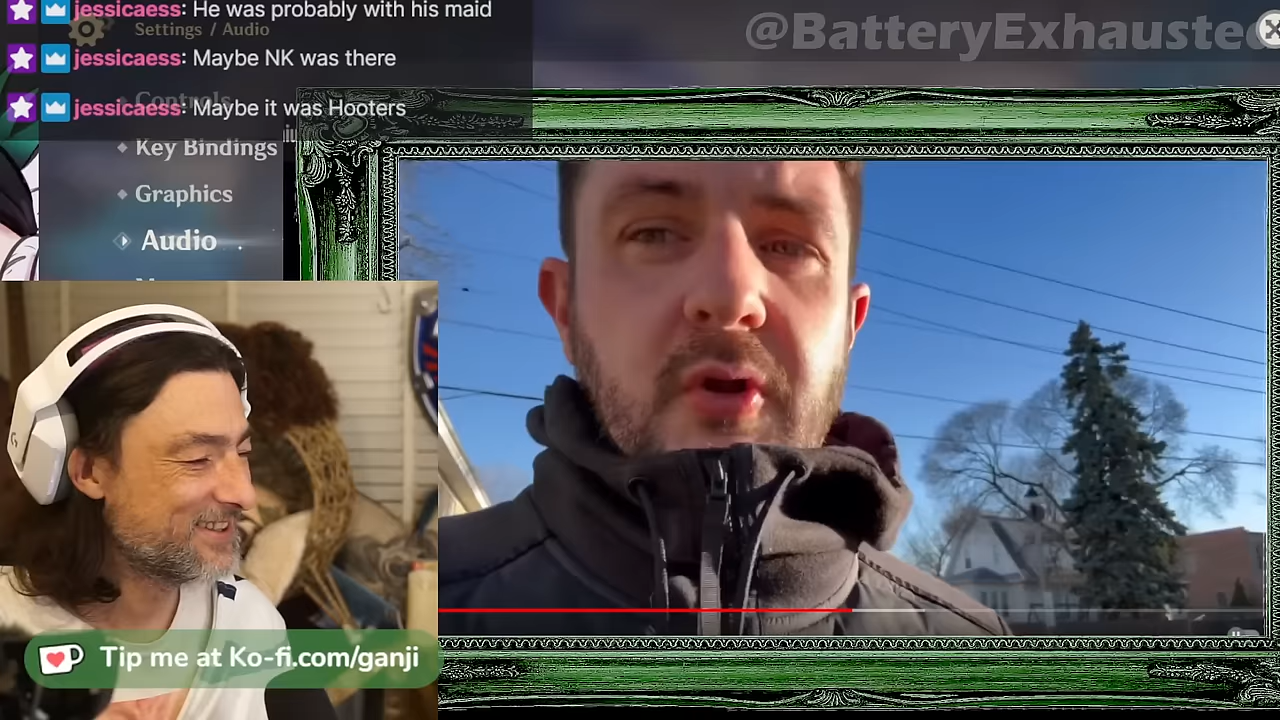 jessicaess: He was probably with his maid
@BatteryExhausted
Settings / Audio
jessicaess: Maybe NK was there
Controls
jessicaess: Maybe it was Hooters
Key Bindings
Graphics
Audio
Tip me at Ko-fi.com/ganji